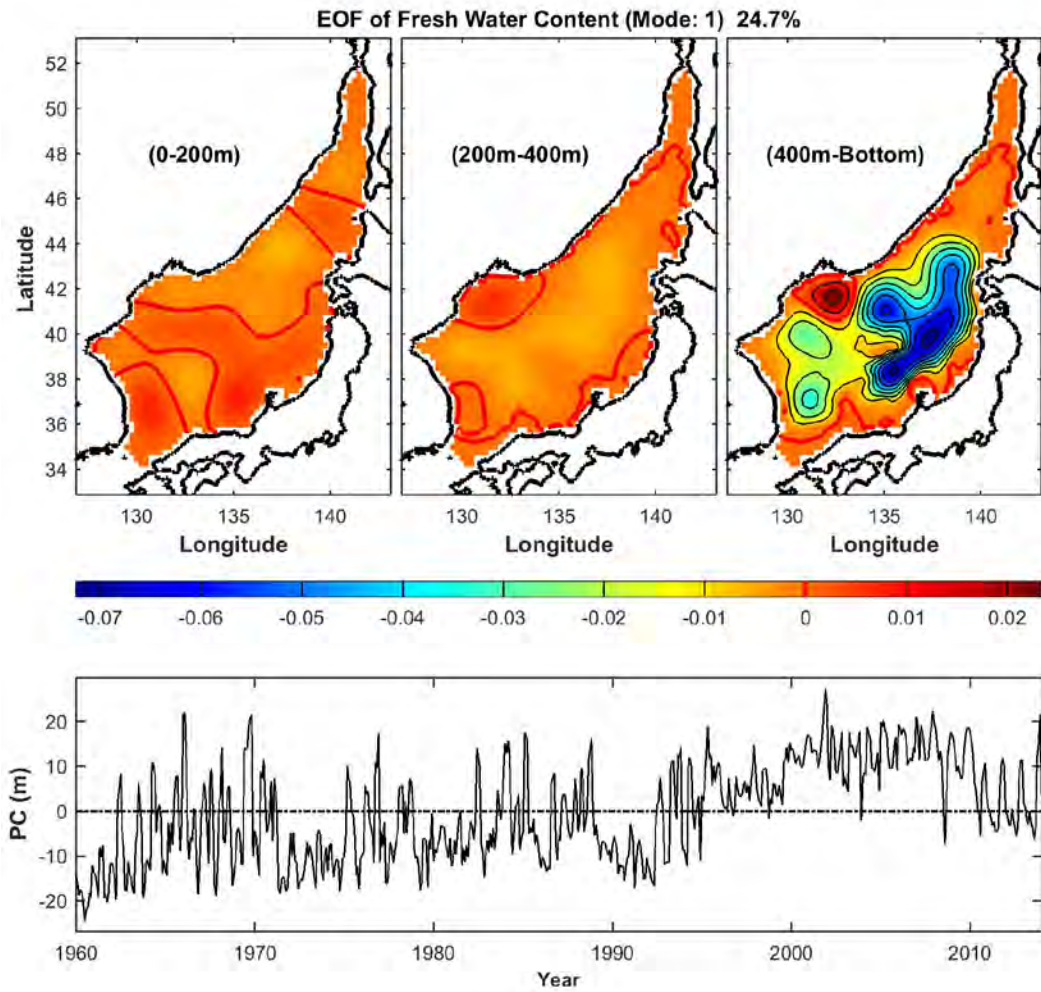 EOF of Fresh Water Content (Mode: 1) 24.7%
52
50
48
46
44
42
40
38
36
34
Latitude
(0-200m)
(200m-400m)
(400m-Bottom)
130 135 140 130 135 140 130 135 140
Longitude Longitude Longitude
-0.07 -0.06 -0.05 -0.04 -0.03 -0.02 -0.01 0 0.01 0.02
20
10
0
-10
-20
PC (m)
1960 1970 1980 1990 2000 2010
Year